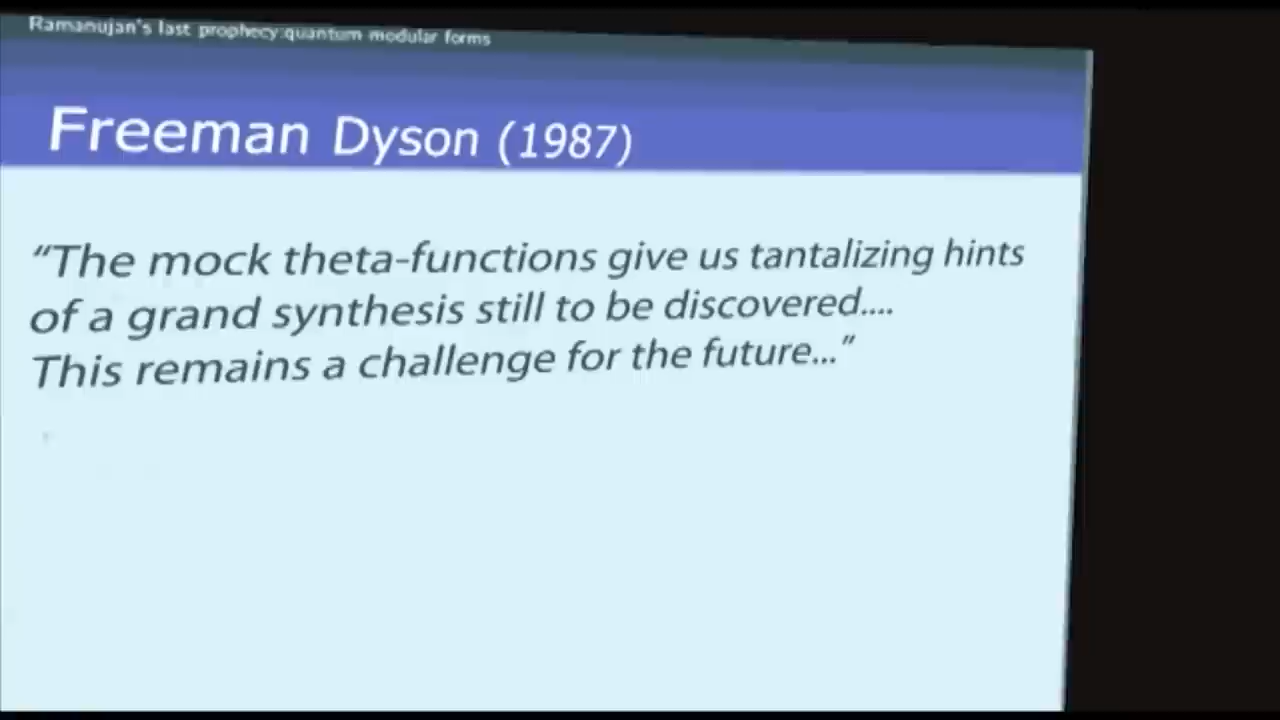 Ramanujan's last prophecy:quantum modular forms
Freeman Dyson (1987)
“The mock theta-functions give us tantalizing hints
of a grand synthesis still to be discovered....
This remains a challenge for the future...”